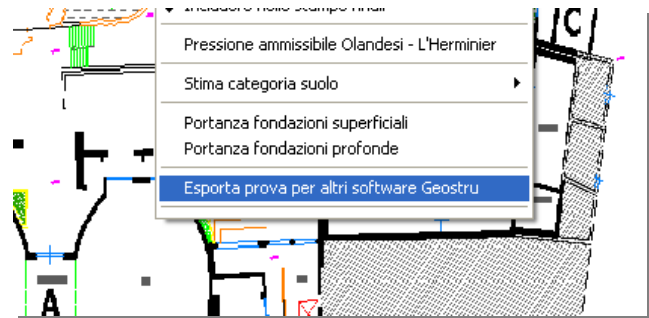 Pressione ammissibile Olandesi - L'Herminier
Stima categoria suolo
Portanza fondazioni superficiali
Portanza fondazioni profonde
Esporta prova per altri software Geostru
C
A